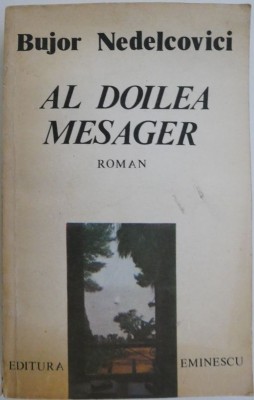 Bujor Nedelcovici
AL DOILEA
MESAGER
ROMAN
EDITURA EMINESCU